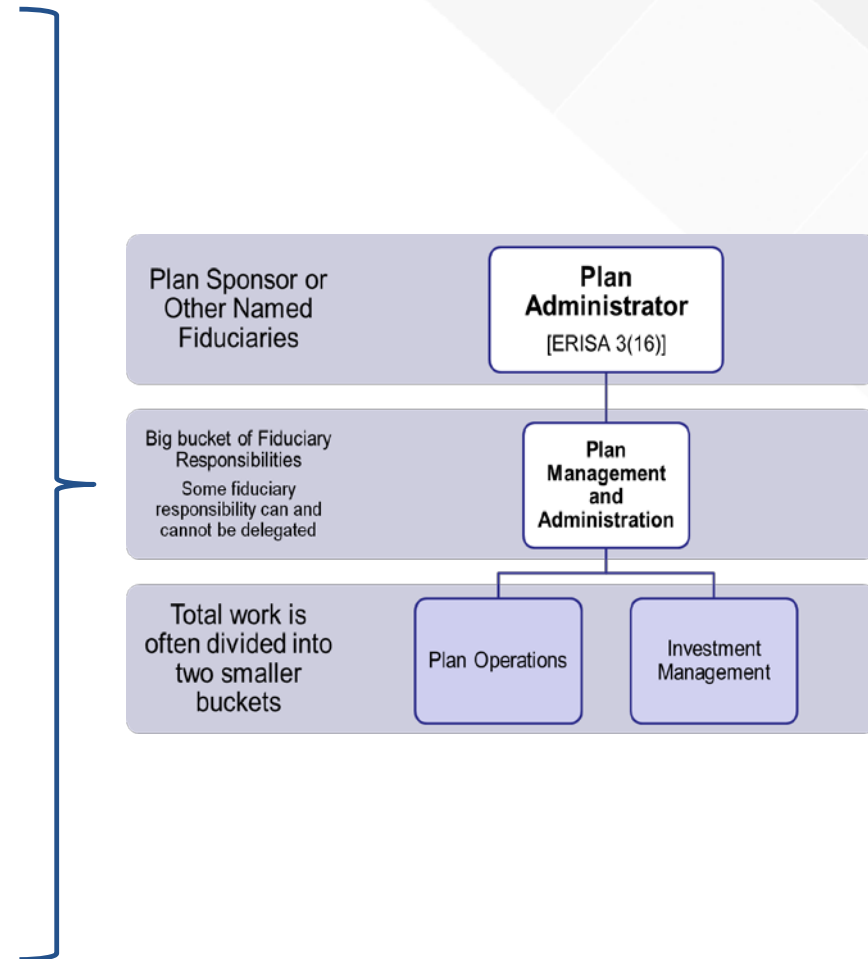 Plan Sponsor or
Other Named
Fiduciaries
Plan
Administrator
[ERISA 3(16)]
Big bucket of Fiduciary
Responsibilities
Some fiduciary
responsibility can and
cannot be delegated
Plan
Management
and
Administration
Total work is
often divided into
two smaller
buckets
Plan Operations
Investment
Management